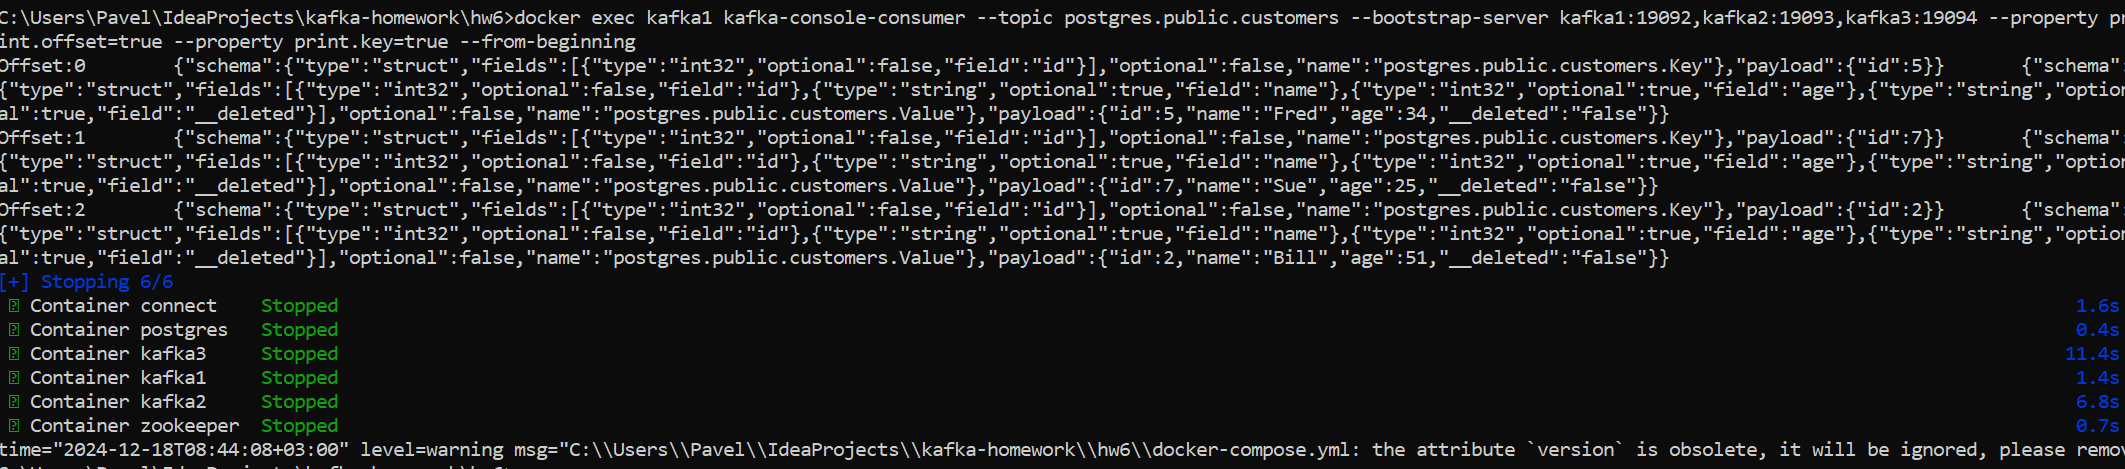 C:\Users\Pavel\IdeaProjects\kafka-homework\hw6>docker exec kafka1 kafka-console-consumer --topic postgres.public.customers --bootstrap-server kafka1:19092,kafka2:19093,kafka3:19094 --property pr
int.offset=true --property print.key=true --from-beginning
Offset:0 {"schema":{"type":"struct","fields":[{"type":"int32","optional":false,"field":"id"}],"optional":false,"name":"postgres.public.customers.Key"},"payload":{"id":5}} {"schema":
{"type":"struct","fields":[{"type":"int32","optional":false,"field":"id"},{"type":"string","optional":true,"field":"name"},{"type":"int32","optional":true,"field":"age"},{"type":"string","option
al":true,"field":"__deleted"}],"optional":false,"name":"postgres.public.customers.Value"},"payload":{"id":5,"name":"Fred","age":34,"__deleted":"false"}}
Offset:1 {"schema":{"type":"struct","fields":[{"type":"int32","optional":false,"field":"id"}],"optional":false,"name":"postgres.public.customers.Key"},"payload":{"id":7}} {"schema":
{"type":"struct","fields":[{"type":"int32","optional":false,"field":"id"},{"type":"string","optional":true,"field":"name"},{"type":"int32","optional":true,"field":"age"},{"type":"string","option
al":true,"field":"__deleted"}],"optional":false,"name":"postgres.public.customers.Value"},"payload":{"id":7,"name":"Sue","age":25,"__deleted":"false"}}
Offset:2 {"schema":{"type":"struct","fields":[{"type":"int32","optional":false,"field":"id"}],"optional":false,"name":"postgres.public.customers.Key"},"payload":{"id":2}} {"schema":
{"type":"struct","fields":[{"type":"int32","optional":false,"field":"id"},{"type":"string","optional":true,"field":"name"},{"type":"int32","optional":true,"field":"age"},{"type":"string","option
al":true,"field":"__deleted"}],"optional":false,"name":"postgres.public.customers.Value"},"payload":{"id":2,"name":"Bill","age":51,"__deleted":"false"}}
[+] Stopping 6/6
Container connect Stopped 1.6s
Container postgres Stopped 0.4s
Container kafka3 Stopped 11.4s
Container kafka1 Stopped 1.4s
Container kafka2 Stopped 6.8s
Container zookeeper Stopped 0.7s
time="2024-12-18T08:44:08+03:00" level=warning msg="C:\\Users\\Pavel\\IdeaProjects\\kafka-homework\\hw6\\docker-compose.yml: the attribute `version` is obsolete, it will be ignored, please remo